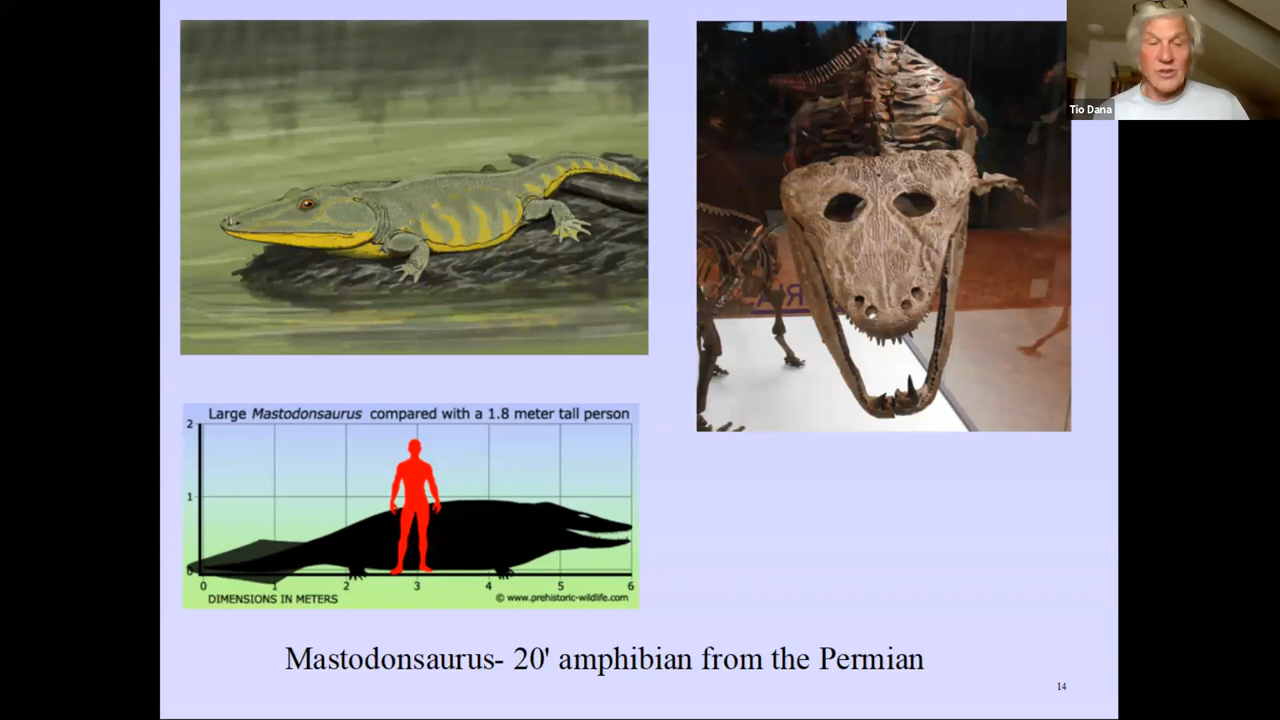 Tio Dana
Large Mastodonsaurus compared with a 1.8 meter tall person
2
1
0
0 1 2 3 4 5 6
DIMENSIONS IN METERS
© www.prehistoric-wildlife.com
Mastodonsaurus- 20' amphibian from the Permian
14